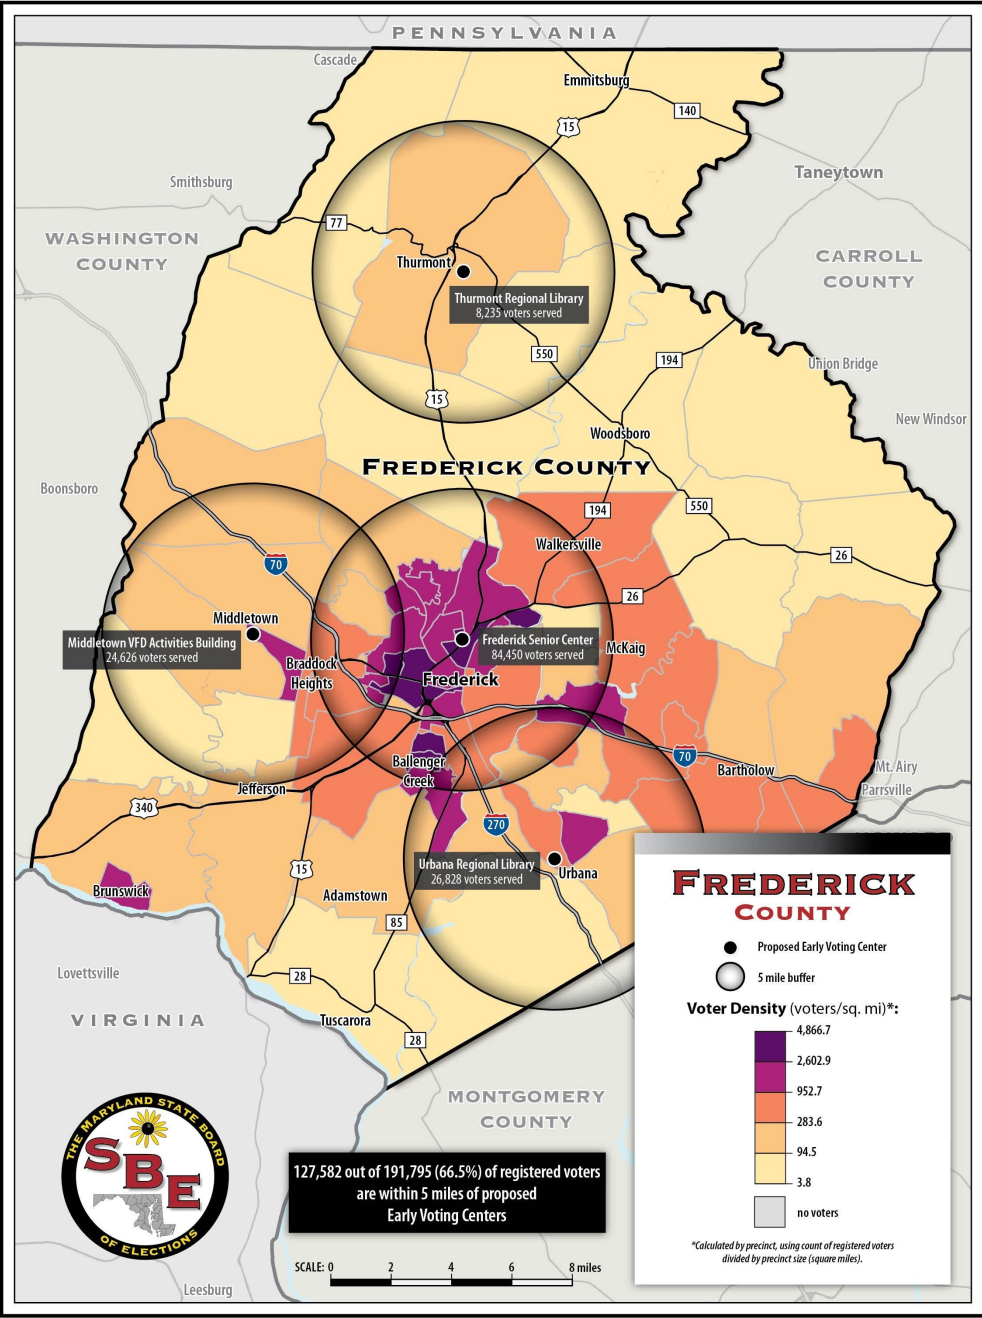 PENNSYLVANIA
Cascade
Emmitsburg
140
15
Taneytown
Smithsburg
77
WASHINGTON
COUNTY
CARROLL
COUNTY
Thurmont
Thurmont Regional Library
8,235 voters served
550
194
Union Bridge
15
New Windsor
Woodsboro
FREDERICK COUNTY
Boonsboro
194
550
Walkersville
26
70
26
Middletown
Middletown VFD Activities Building
24,626 voters served
Frederick Senior Center
84,450 voters served
McKaig
Braddock
Heights
Frederick
70
Bartholow
Mt. Airy
Parrsville
Ballenger
Creek
Jefferson
340
270
15
Urbana Regional Library
26,828 voters served
Urbana
Brunswick
Adamstown
85
Lovettsville
28
VIRGINIA
Tuscarora
28
MONTGOMERY
COUNTY
FREDERICK
COUNTY
Proposed Early Voting Center
5 mile buffer
Voter Density (voters/sq. mi)*:
4,866.7
2,602.9
952.7
283.6
94.5
3.8
no voters
*Calculated by precinct, using count of registered voters
divided by precinct size (square miles).
THE MARYLAND STATE BOARD
SBE
OF ELECTIONS
127,582 out of 191,795 (66.5%) of registered voters
are within 5 miles of proposed
Early Voting Centers
SCALE: 0 2 4 6 8 miles
Leesburg